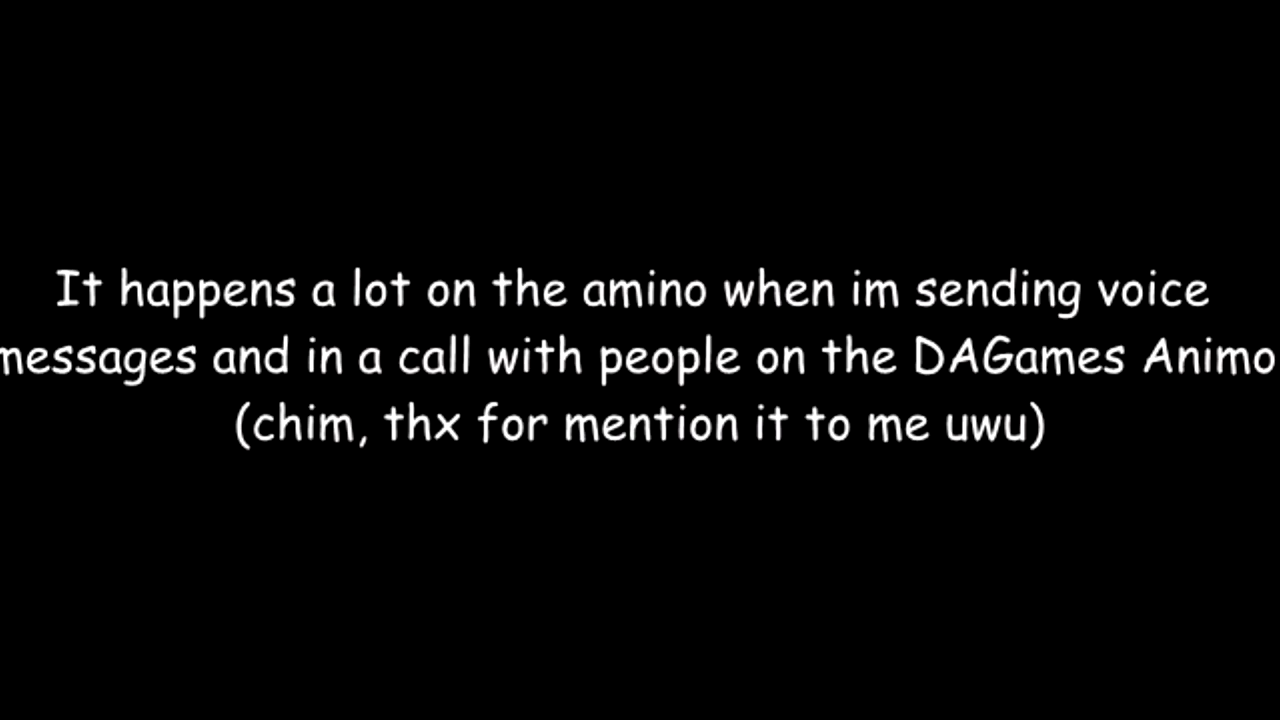 It happens a lot on the amino when im sending voice
messages and in a call with people on the DAGames Animo
(chim, thx for mention it to me uwu)